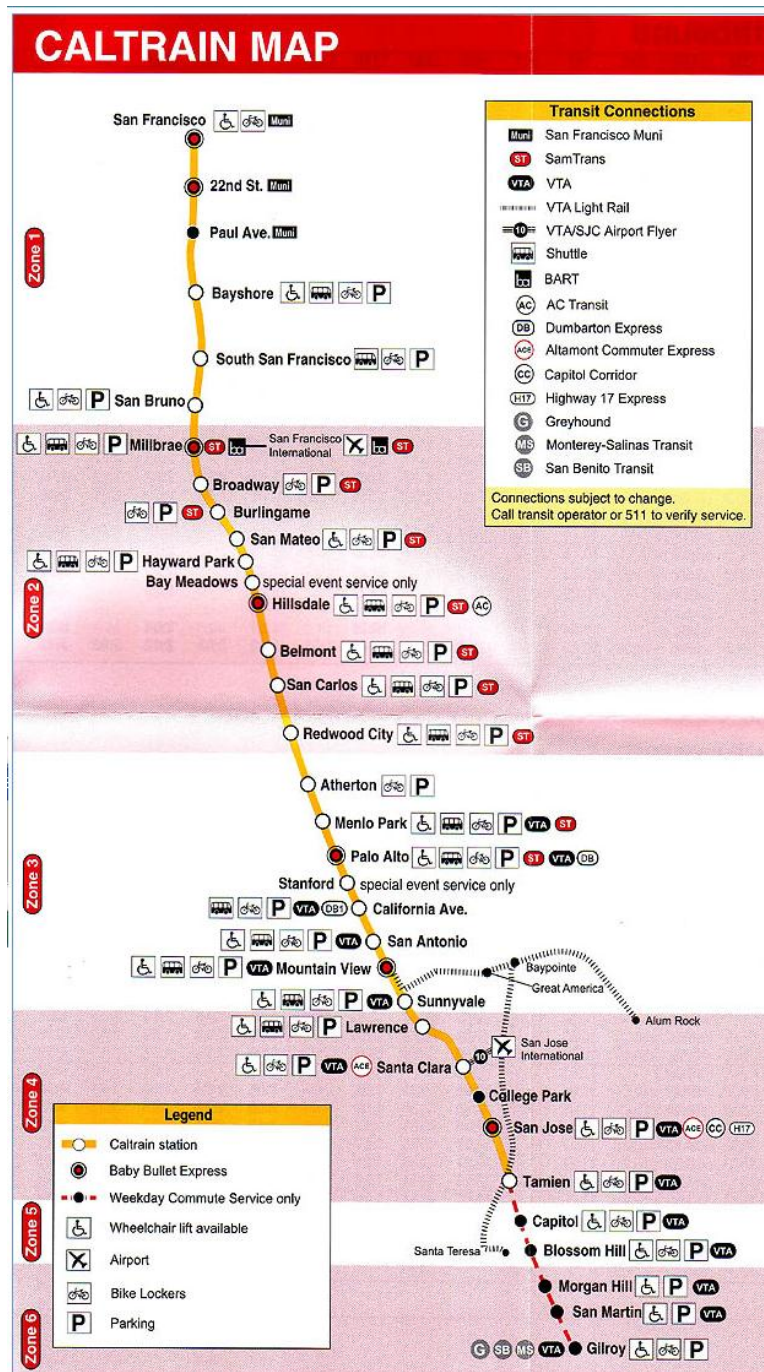 CALTRAIN MAP
Transit Connections
Muni San Francisco Muni
ST SamTrans
VTA VTA
VTA Light Rail
10 VTA/SJC Airport Flyer
Shuttle
BART
AC AC Transit
DB Dumbarton Express
ACE Altamont Commuter Express
CC Capitol Corridor
H17 Highway 17 Express
G Greyhound
MS Monterey-Salinas Transit
SB San Benito Transit
Connections subject to change.
Call transit operator or 511 to verify service.
Zone 1
San Francisco Muni
22nd St. Muni
Paul Ave. Muni
Bayshore P
South San Francisco P
P San Bruno
Zone 2
P Millbrae ST San Francisco
International ST
Broadway P ST
P ST Burlingame
San Mateo P ST
P Hayward Park
Bay Meadows special event service only
Hillsdale P ST AC
Belmont P ST
San Carlos P ST
Redwood City P ST
Zone 3
Atherton P
Menlo Park P VTA ST
Palo Alto P ST VTA DB
Stanford special event service only
P VTA DB1 California Ave.
P VTA San Antonio
P VTA Mountain View
Baypointe
Great America
Alum Rock
P VTA Sunnyvale
Zone 4
P Lawrence
San Jose
International
P VTA ACE Santa Clara 10
College Park
San Jose P VTA ACE CC H17
Tamien P VTA
Zone 5
Capitol P VTA
Santa Teresa
Blossom Hill P VTA
Zone 6
Morgan Hill P VTA
San Martin P VTA
G SB MS VTA Gilroy P
Legend
Caltrain station
Baby Bullet Express
Weekday Commute Service only
Wheelchair lift available
Airport
Bike Lockers
P Parking